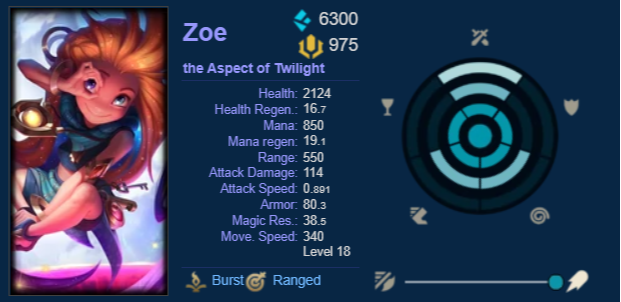 Zoe
6300
975
the Aspect of Twilight
Health: 2124
Health Regen.: 16.7
Mana: 850
Mana regen: 19.1
Range: 550
Attack Damage: 114
Attack Speed: 0.891
Armor: 80.3
Magic Res.: 38.5
Move. Speed: 340
Level 18
Burst Ranged